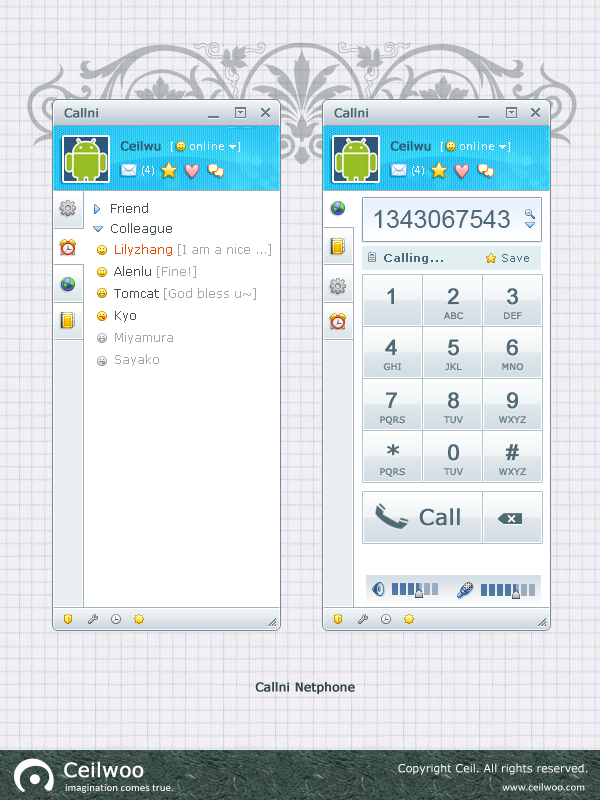 Callni
Ceilwu [ online ]
(4)
Friend
Colleague
Lilyzhang [I am a nice ...]
Alenlu [Fine!]
Tomcat [God bless u~]
Kyo
Miyamura
Sayako
Callni
Ceilwu [ online ]
(4)
1343067543
Calling... Save
1 2 3
ABC DEF
4 5 6
GHI JKL MNO
7 8 9
PQRS TUV WXYZ
* 0 #
PQRS TUV WXYZ
Call
Callni Netphone
Ceilwoo
imagination comes true.
Copyright Ceil. All rights reserved.
www.ceilwoo.com